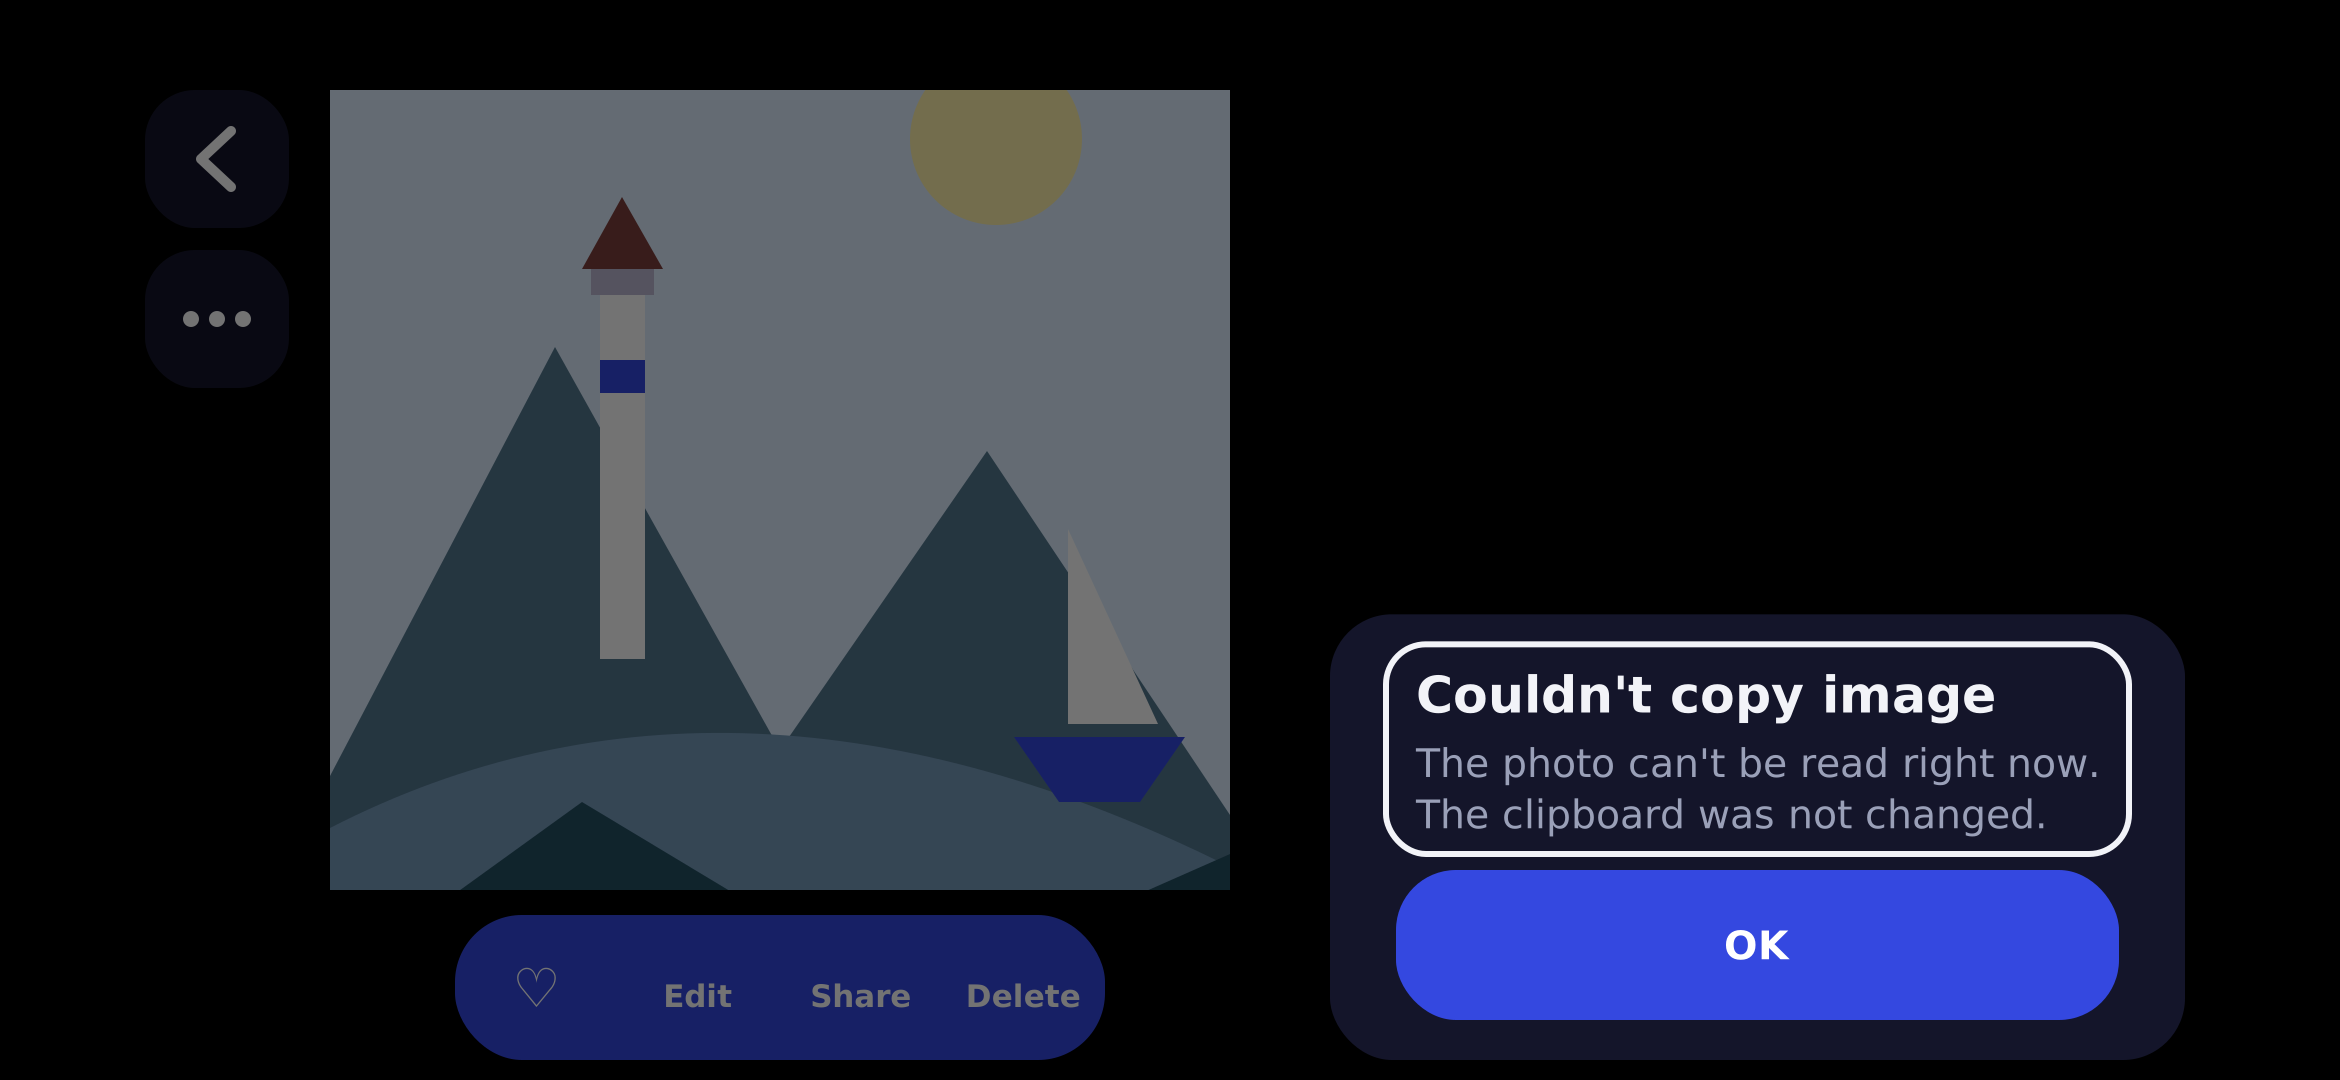 Edit
Share
Delete
Couldn't copy image
The photo can't be read right now.
The clipboard was not changed.
OK